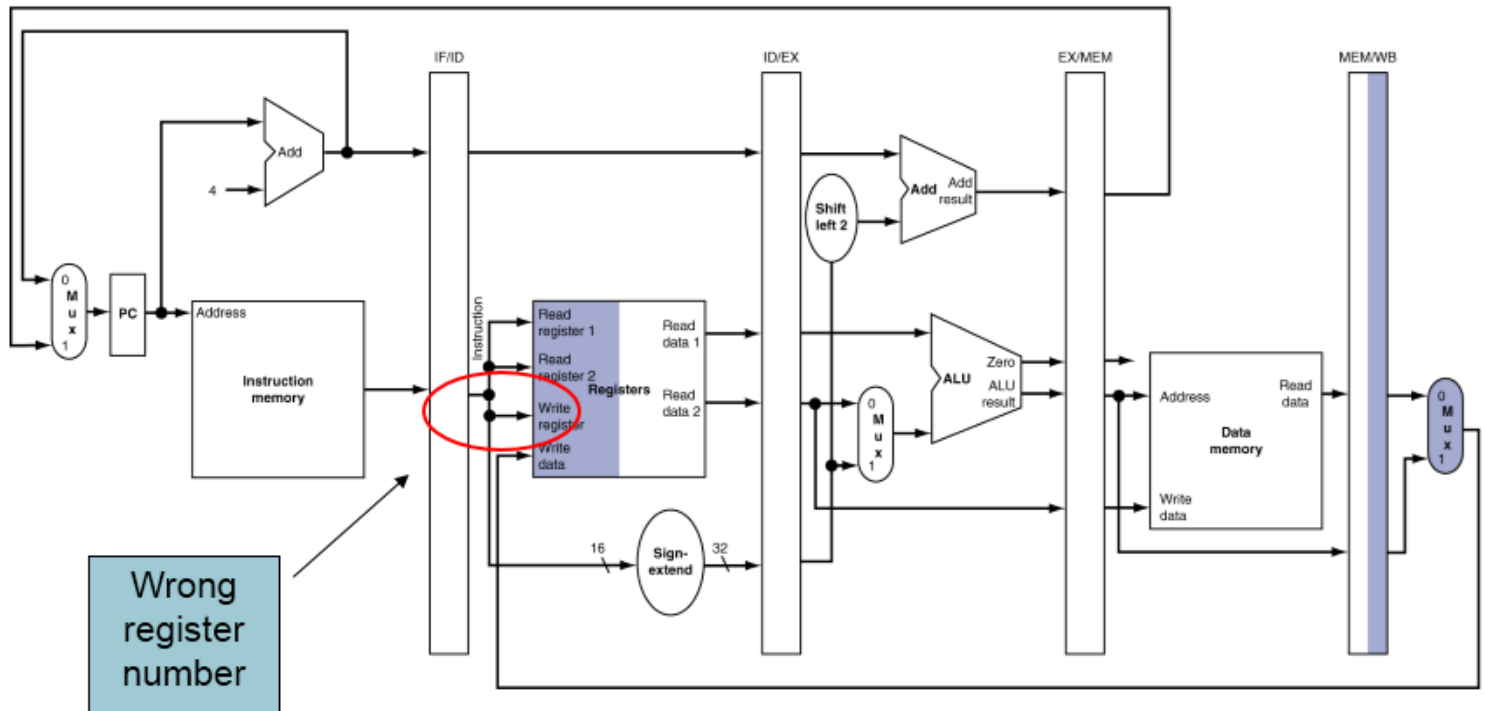 IF/ID
ID/EX
EX/MEM
MEM/WB
Add
4
Shift
left 2
Add
Add
result
0
M
u
x
1
PC
Address
Instruction
memory
Instruction
Read
register 1
Read
register 2
Registers
Write
register
Write
data
Read
data 1
Read
data 2
0
M
u
x
1
ALU
Zero
ALU
result
Address
Read
data
Data
memory
Write
data
0
M
u
x
1
16
Sign-
extend
32
Wrong
register
number